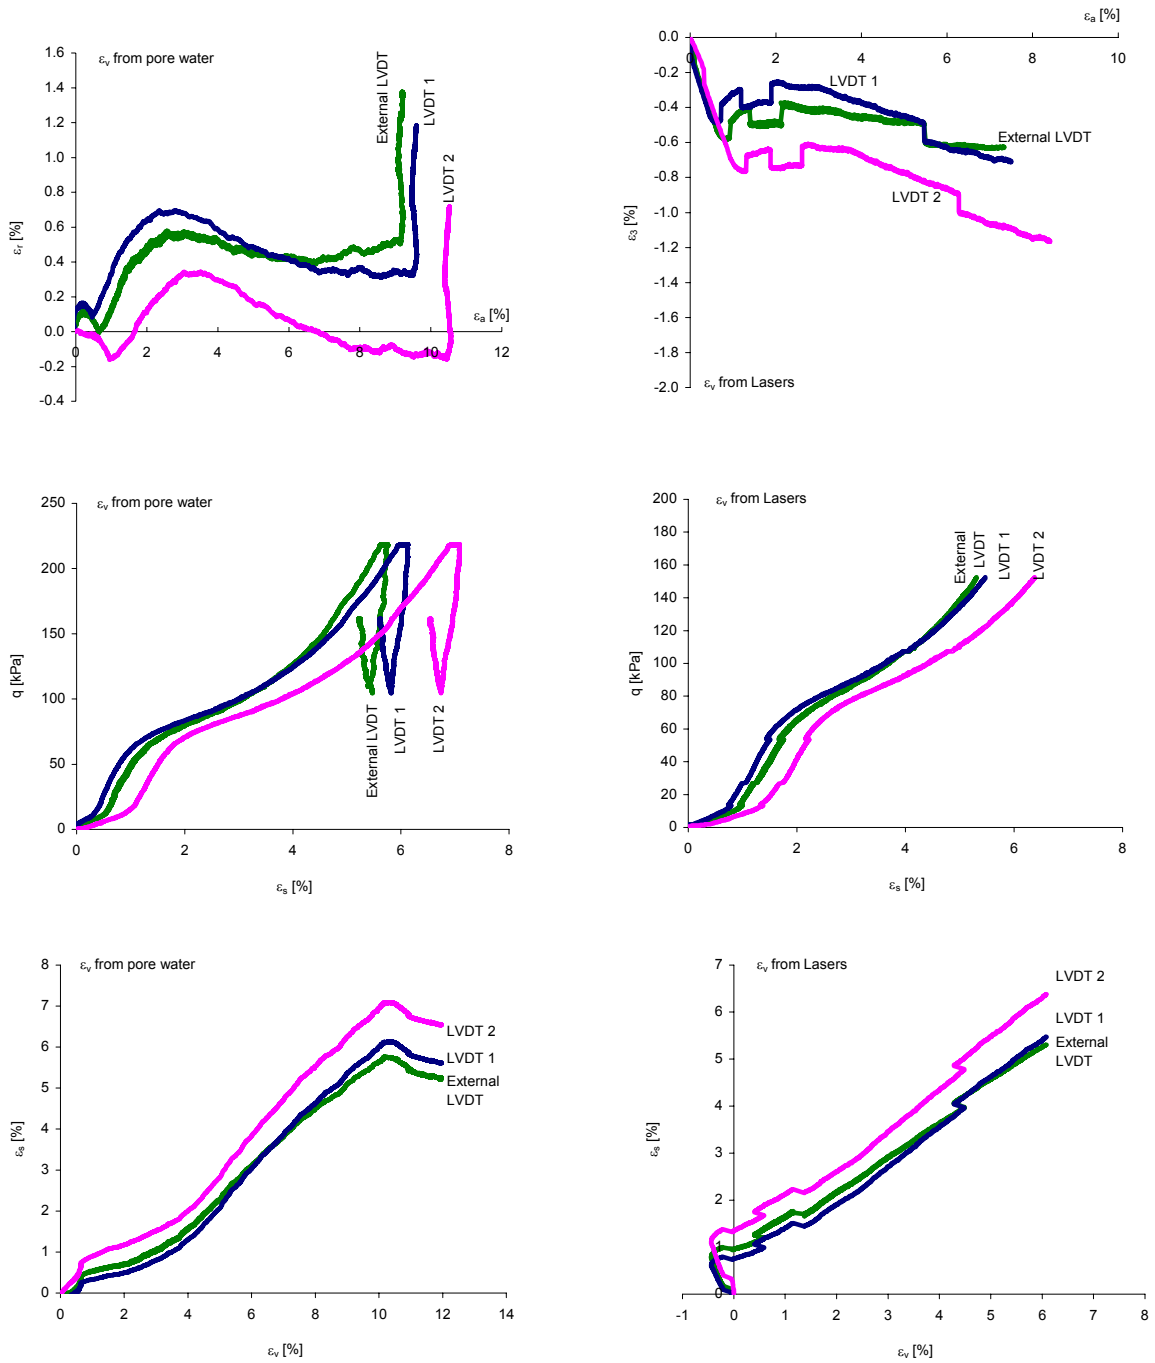 εᵥ from pore water
1.6
1.4
1.2
1.0
0.8
0.6
0.4
0.2
0.0
-0.2
-0.4
εᵣ [%]
0 2 4 6 8 10 12
εₐ [%]
External LVDT
LVDT 1
LVDT 2
εₐ [%]
0 2 4 6 8 10
0.0
-0.2
-0.4
-0.6
-0.8
-1.0
-1.2
-1.4
-1.6
-1.8
-2.0
ε₃ [%]
LVDT 1
External LVDT
LVDT 2
εᵥ from Lasers
εᵥ from pore water
250
200
150
100
50
0
q [kPa]
External LVDT
LVDT 1
LVDT 2
0 2 4 6 8
εₛ [%]
εᵥ from Lasers
200
180
160
140
120
100
80
60
40
20
0
q [kPa]
External
LVDT
LVDT 1
LVDT 2
0 2 4 6 8
εₛ [%]
εᵥ from pore water
8
7
6
5
4
3
2
1
0
εₛ [%]
LVDT 2
LVDT 1
External
LVDT
0 2 4 6 8 10 12 14
εᵥ [%]
εᵥ from Lasers
7
6
5
4
3
2
1
0
εₛ [%]
LVDT 2
LVDT 1
External
LVDT
-1 0 1 2 3 4 5 6 7 8
εᵥ [%]